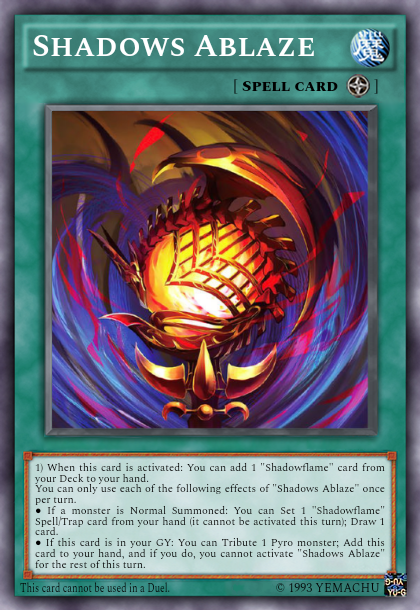 SHADOWS ABLAZE
魔
[ SPELL CARD ]
1) When this card is activated: You can add 1 "Shadowflame" card from
your Deck to your hand.
You can only use each of the following effects of "Shadows Ablaze" once
per turn.
● If a monster is Normal Summoned: You can Set 1 "Shadowflame"
Spell/Trap card from your hand (it cannot be activated this turn); Draw 1
card.
● If this card is in your GY: You can Tribute 1 Pyro monster; Add this
card to your hand, and if you do, you cannot activate "Shadows Ablaze"
for the rest of this turn.
This card cannot be used in a Duel.
© 1993 YEMACHU